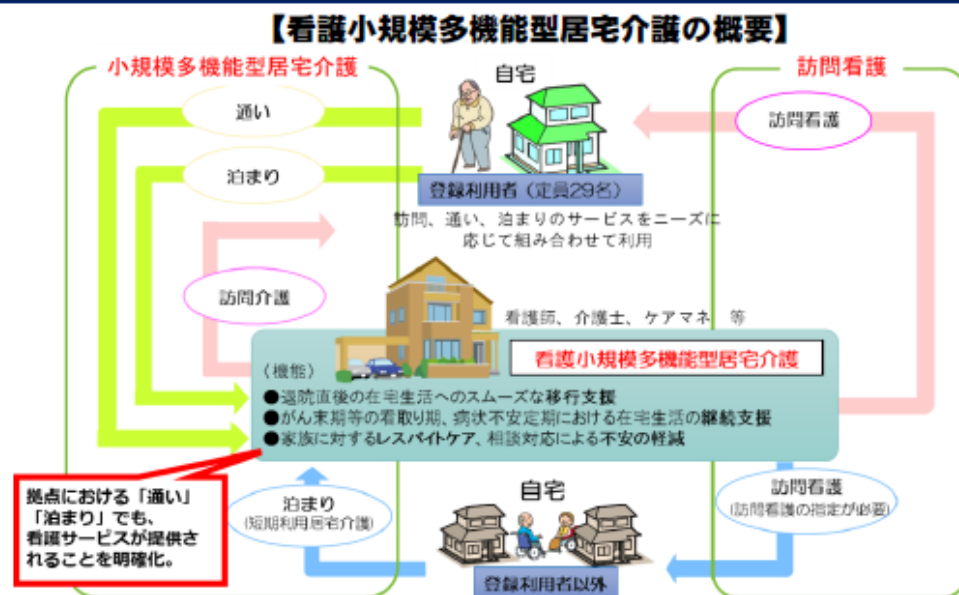 【看護小規模多機能型居宅介護の概要】
小規模多機能型居宅介護
自宅
訪問看護
通い
訪問看護
泊まり
登録利用者（定員29名）
訪問、通い、泊まりのサービスをニーズに
応じて組み合わせて利用
訪問介護
看護師、介護士、ケアマネ 等
看護小規模多機能型居宅介護
（機能）
●退院直後の在宅生活へのスムーズな移行支援
●がん末期等の看取り期、病状不安定期における在宅生活の継続支援
●家族に対するレスパイトケア、相談対応による不安の軽減
拠点における「通い」
「泊まり」でも、
看護サービスが提供さ
れることを明確化。
泊まり
(短期利用居宅介護)
自宅
訪問看護
(訪問看護の指定が必要)
登録利用者以外